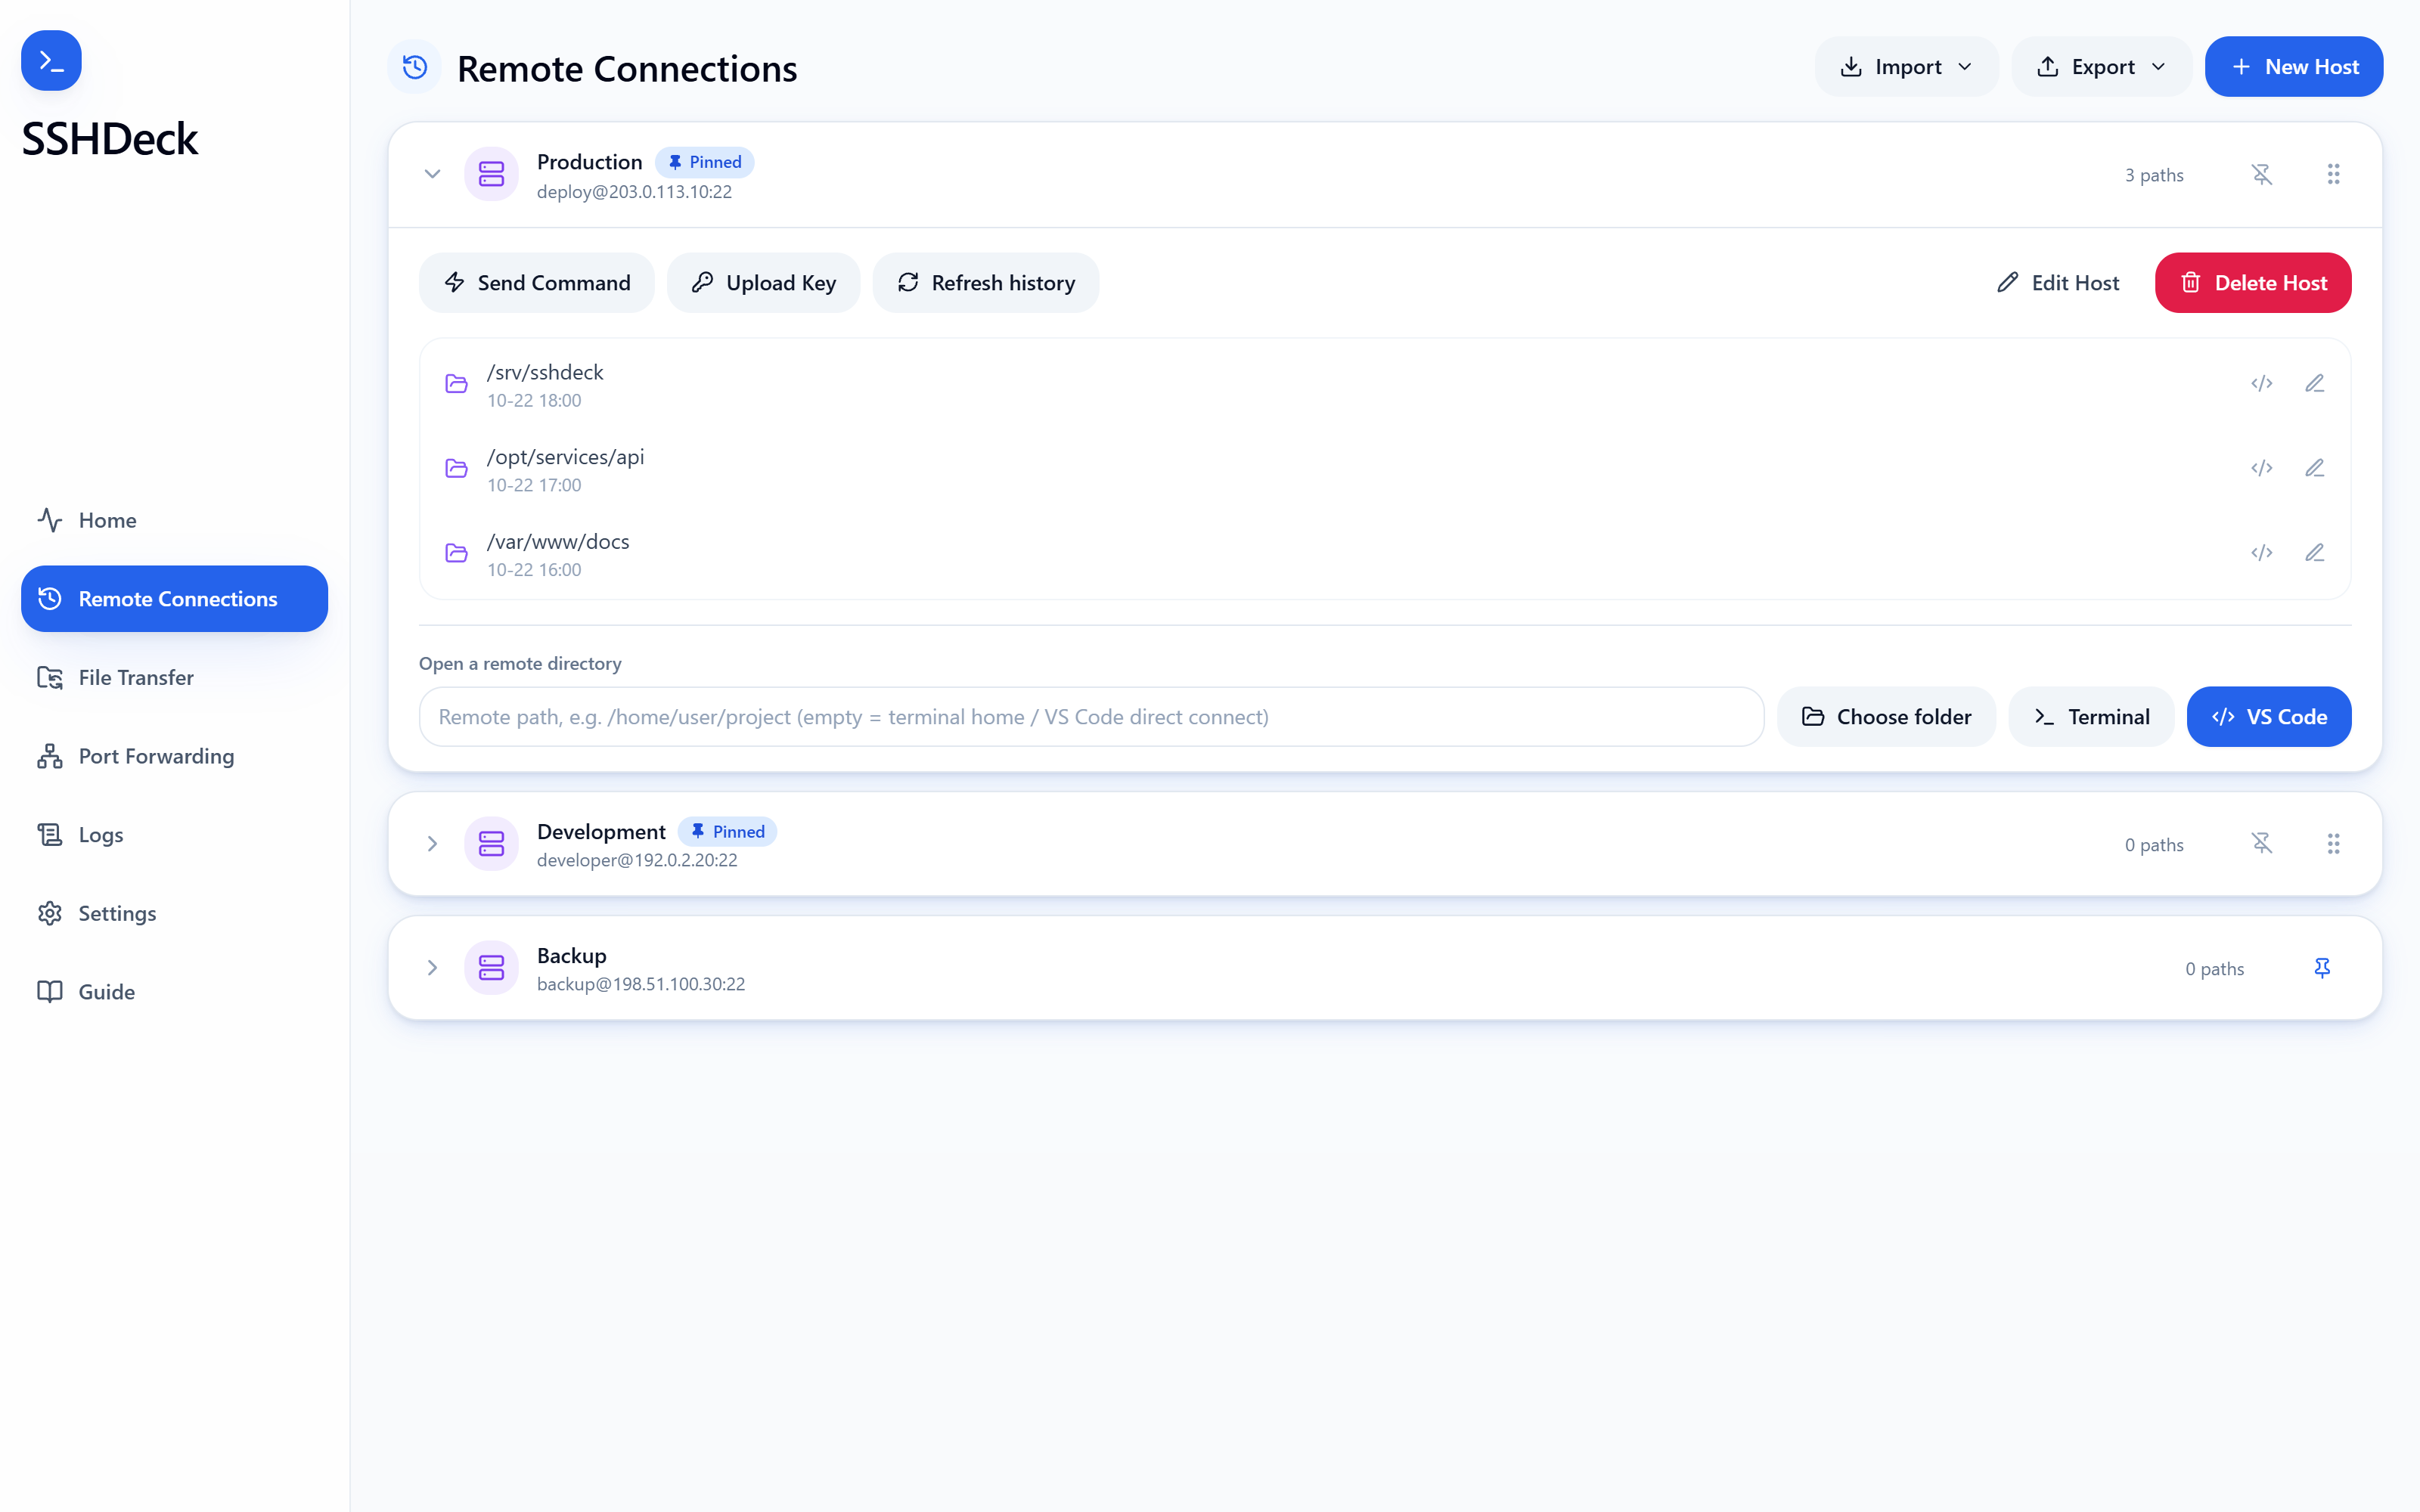 SSHDeck
Home
Remote Connections
File Transfer
Port Forwarding
Logs
Settings
Guide
Remote Connections
Import
Export
New Host
Production
Pinned
deploy@203.0.113.10:22
3 paths
Send Command
Upload Key
Refresh history
Edit Host
Delete Host
/srv/sshdeck
10-22 18:00
/opt/services/api
10-22 17:00
/var/www/docs
10-22 16:00
Open a remote directory
Remote path, e.g. /home/user/project (empty = terminal home / VS Code direct connect)
Choose folder
Terminal
VS Code
Development
Pinned
developer@192.0.2.20:22
0 paths
Backup
backup@198.51.100.30:22
0 paths